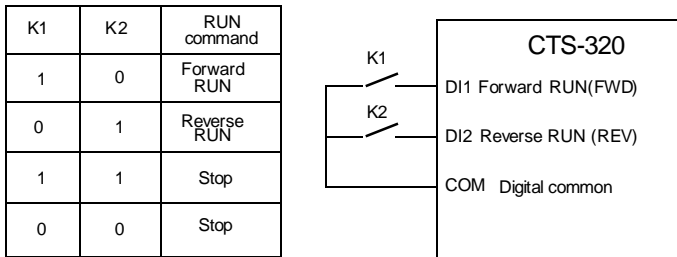 K1 K2 RUN command
1 0 Forward RUN
0 1 Reverse RUN
1 1 Stop
0 0 Stop
CTS-320
K1
DI1 Forward RUN(FWD)
K2
DI2 Reverse RUN (REV)
COM Digital common